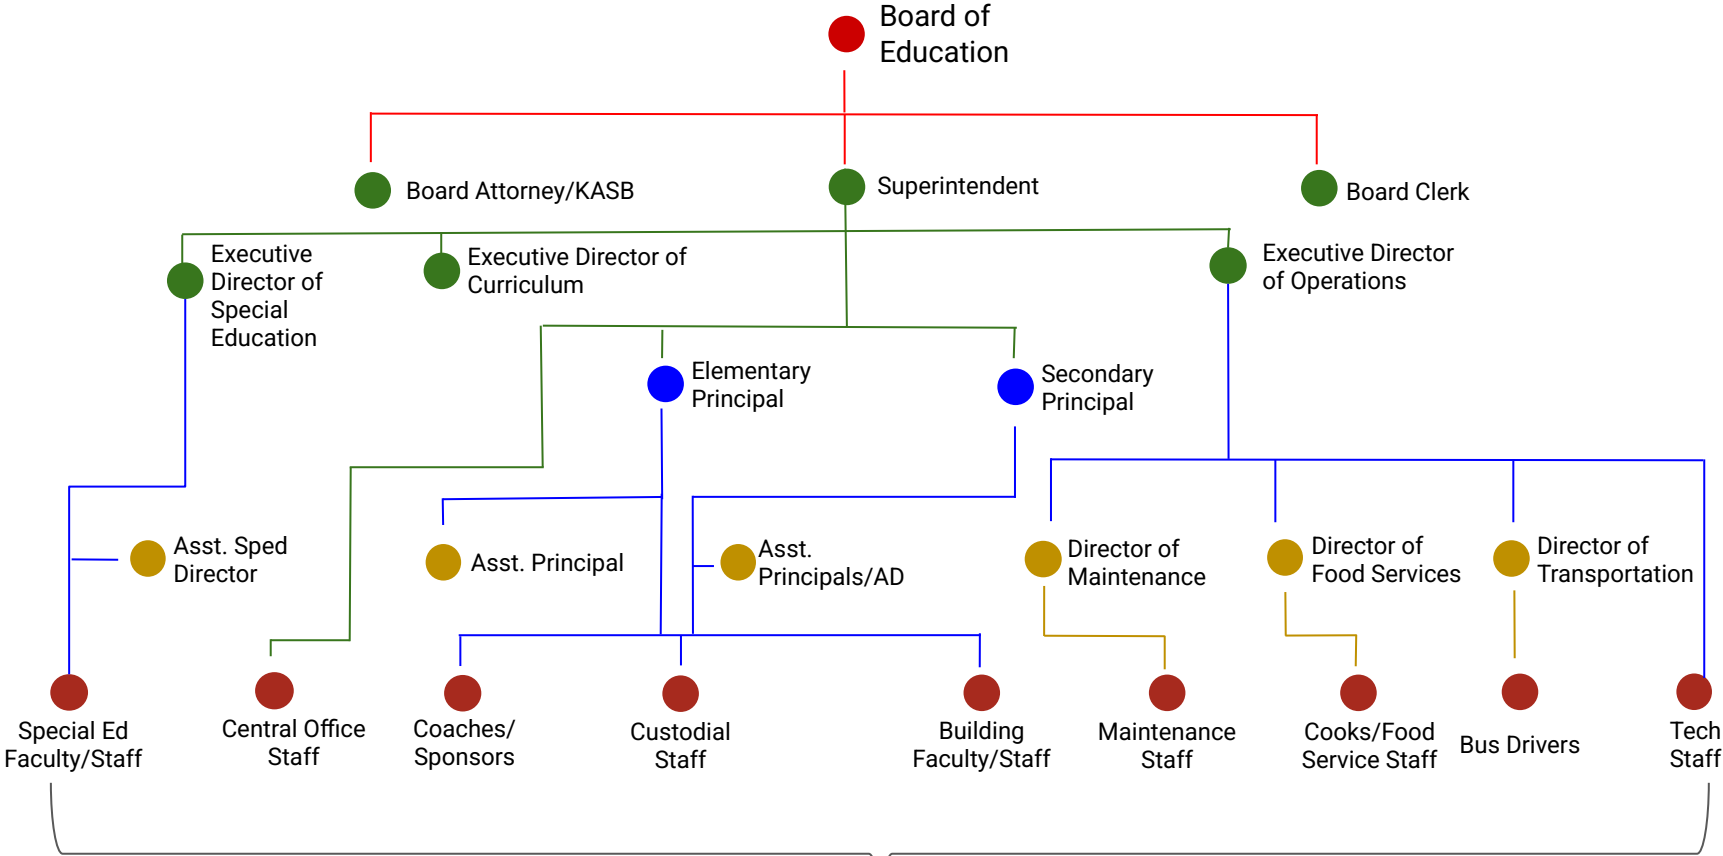 Board of
Education
Board Attorney/KASB
Superintendent
Board Clerk
Executive
Director of
Special
Education
Executive Director of
Curriculum
Executive Director
of Operations
Elementary
Principal
Secondary
Principal
Asst. Sped
Director
Asst. Principal
Asst.
Principals/AD
Director of
Maintenance
Director of
Food Services
Director of
Transportation
Special Ed
Faculty/Staff
Central Office
Staff
Coaches/
Sponsors
Custodial
Staff
Building
Faculty/Staff
Maintenance
Staff
Cooks/Food
Service Staff
Bus Drivers
Tech
Staff